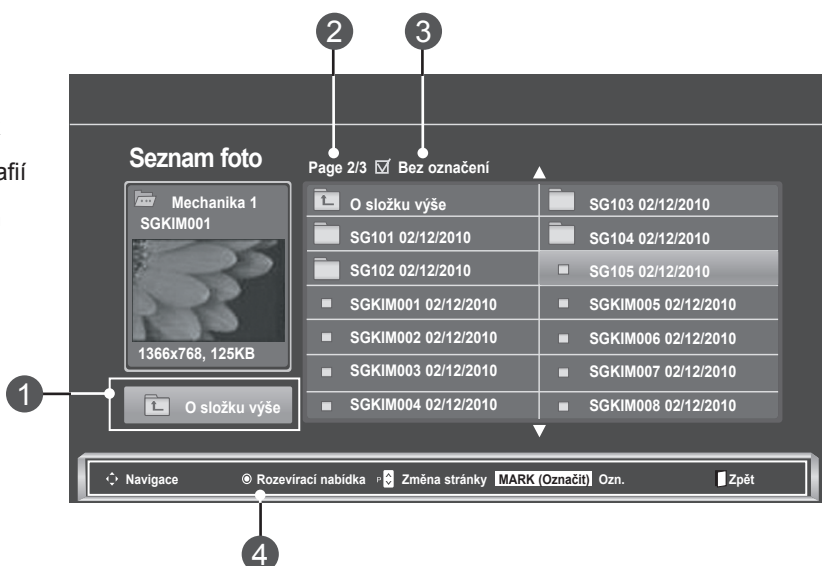 2
3
afií
Seznam foto
Page 2/3 ☑ Bez označení
Mechanika 1
SGKIM001
1366x768, 125KB
O složku výše
SG101 02/12/2010
SG102 02/12/2010
SGKIM001 02/12/2010
SGKIM002 02/12/2010
SGKIM003 02/12/2010
SGKIM004 02/12/2010
SG103 02/12/2010
SG104 02/12/2010
SG105 02/12/2010
SGKIM005 02/12/2010
SGKIM006 02/12/2010
SGKIM007 02/12/2010
SGKIM008 02/12/2010
1
O složku výše
Navigace Rozevírací nabídka P Změna stránky MARK (Označit) Ozn. Zpět
4